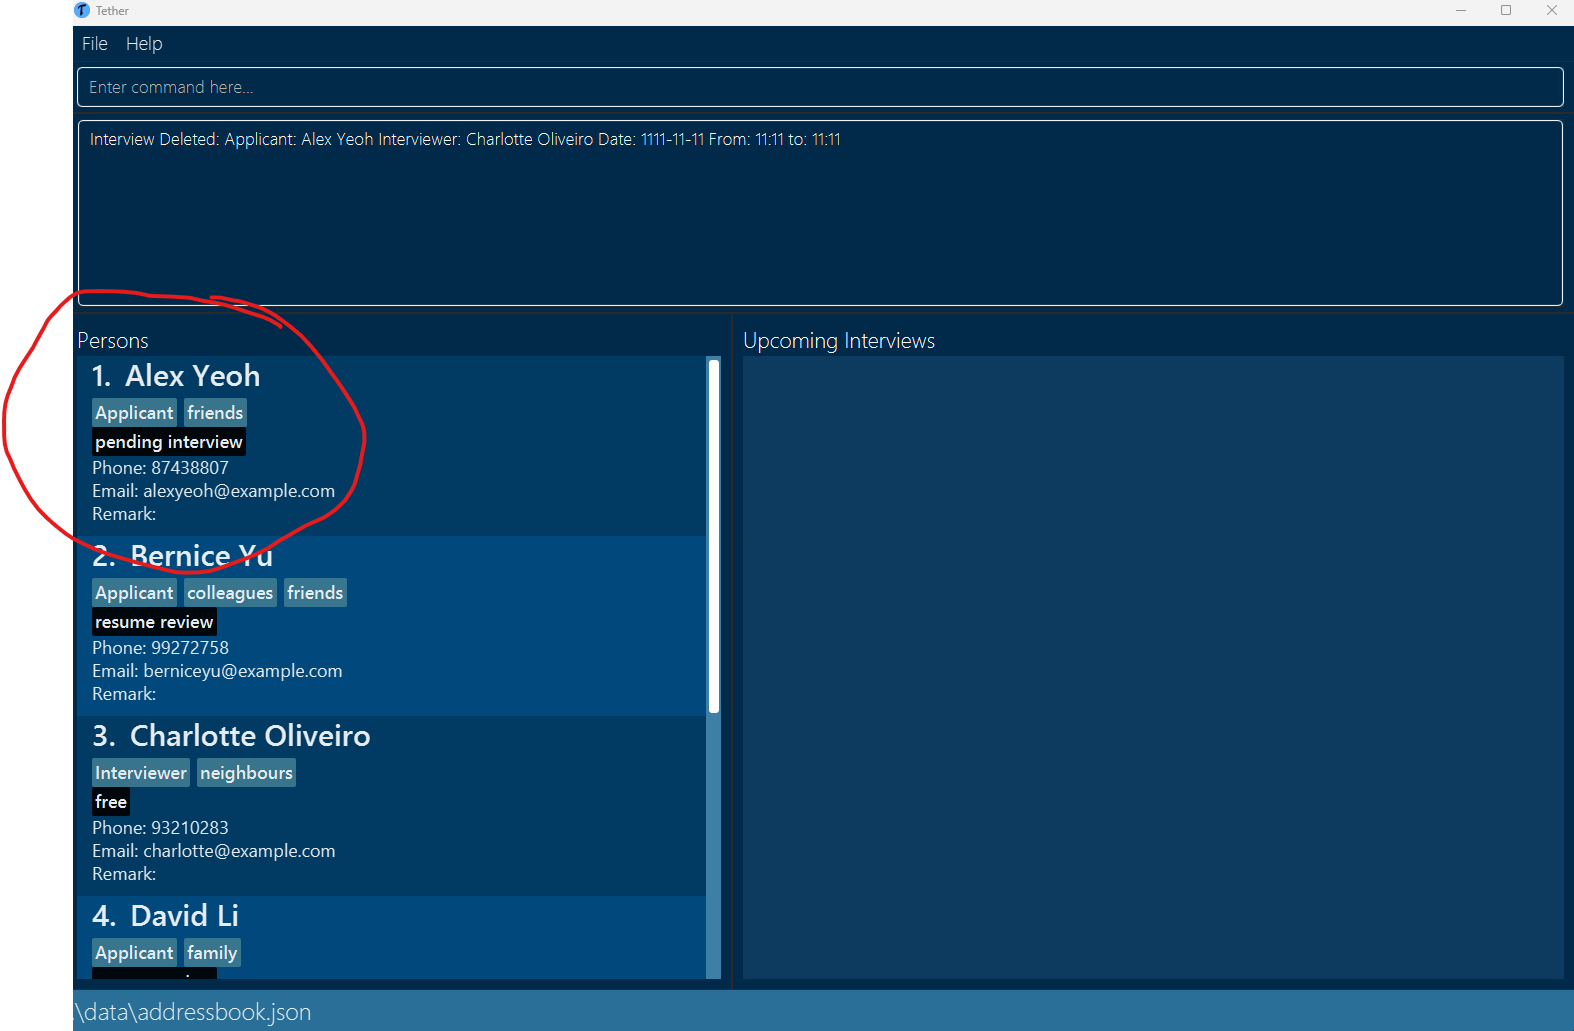 Tether
File Help
Enter command here...
Interview Deleted: Applicant: Alex Yeoh Interviewer: Charlotte Oliveiro Date: 1111-11-11 From: 11:11 to: 11:11
Persons
1. Alex Yeoh
Applicant friends
pending interview
Phone: 87438807
Email: alexyeoh@example.com
Remark:
2. Bernice Yu
Applicant colleagues friends
resume review
Phone: 99272758
Email: berniceyu@example.com
Remark:
3. Charlotte Oliveiro
Interviewer neighbours
free
Phone: 93210283
Email: charlotte@example.com
Remark:
4. David Li
Applicant family
Upcoming Interviews
.\data\addressbook.json